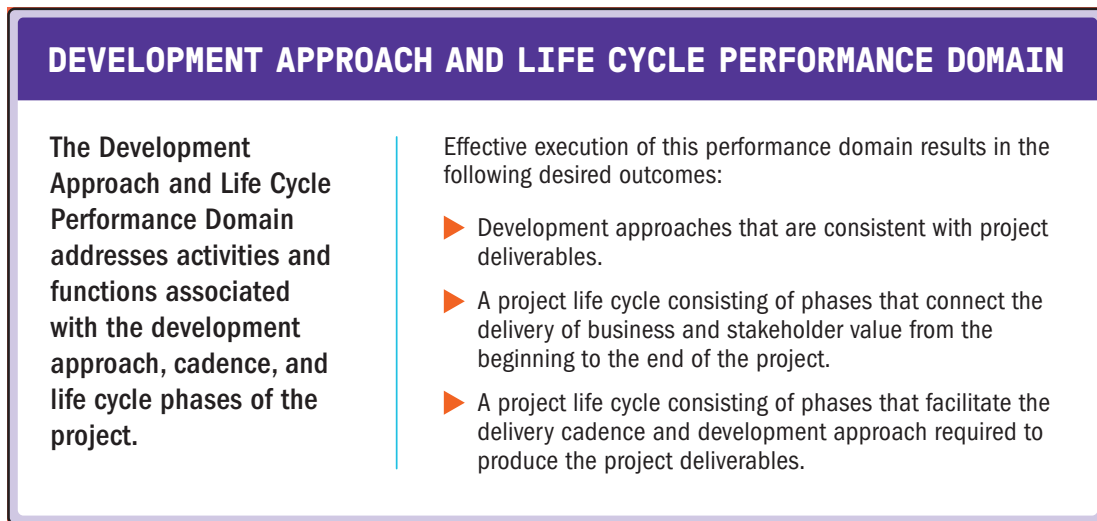 DEVELOPMENT APPROACH AND LIFE CYCLE PERFORMANCE DOMAIN
The Development
Approach and Life Cycle
Performance Domain
addresses activities and
functions associated
with the development
approach, cadence, and
life cycle phases of the
project.
Effective execution of this performance domain results in the
following desired outcomes:
Development approaches that are consistent with project
deliverables.
A project life cycle consisting of phases that connect the
delivery of business and stakeholder value from the
beginning to the end of the project.
A project life cycle consisting of phases that facilitate the
delivery cadence and development approach required to
produce the project deliverables.